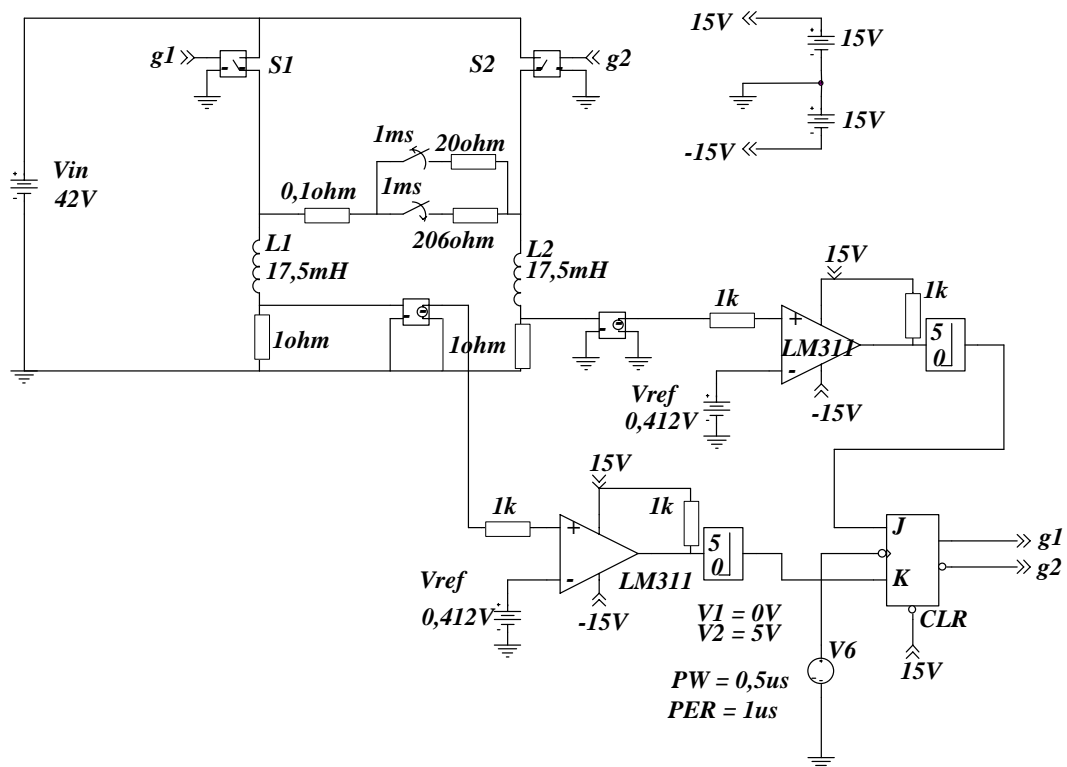 15V
15V
g1
S1
S2
g2
1ms
20ohm
15V
-15V
Vin
42V
0,1ohm
1ms
206ohm
L1
17,5mH
L2
17,5mH
15V
1k
1k
+
LM311
-
5
0
1ohm
1ohm
Vref
0,412V
-15V
15V
1k
1k
+
-
LM311
5
0
J
K
g1
g2
Vref
0,412V
-15V
V1 = 0V
V2 = 5V
CLR
V6
15V
PW = 0,5us
PER = 1us